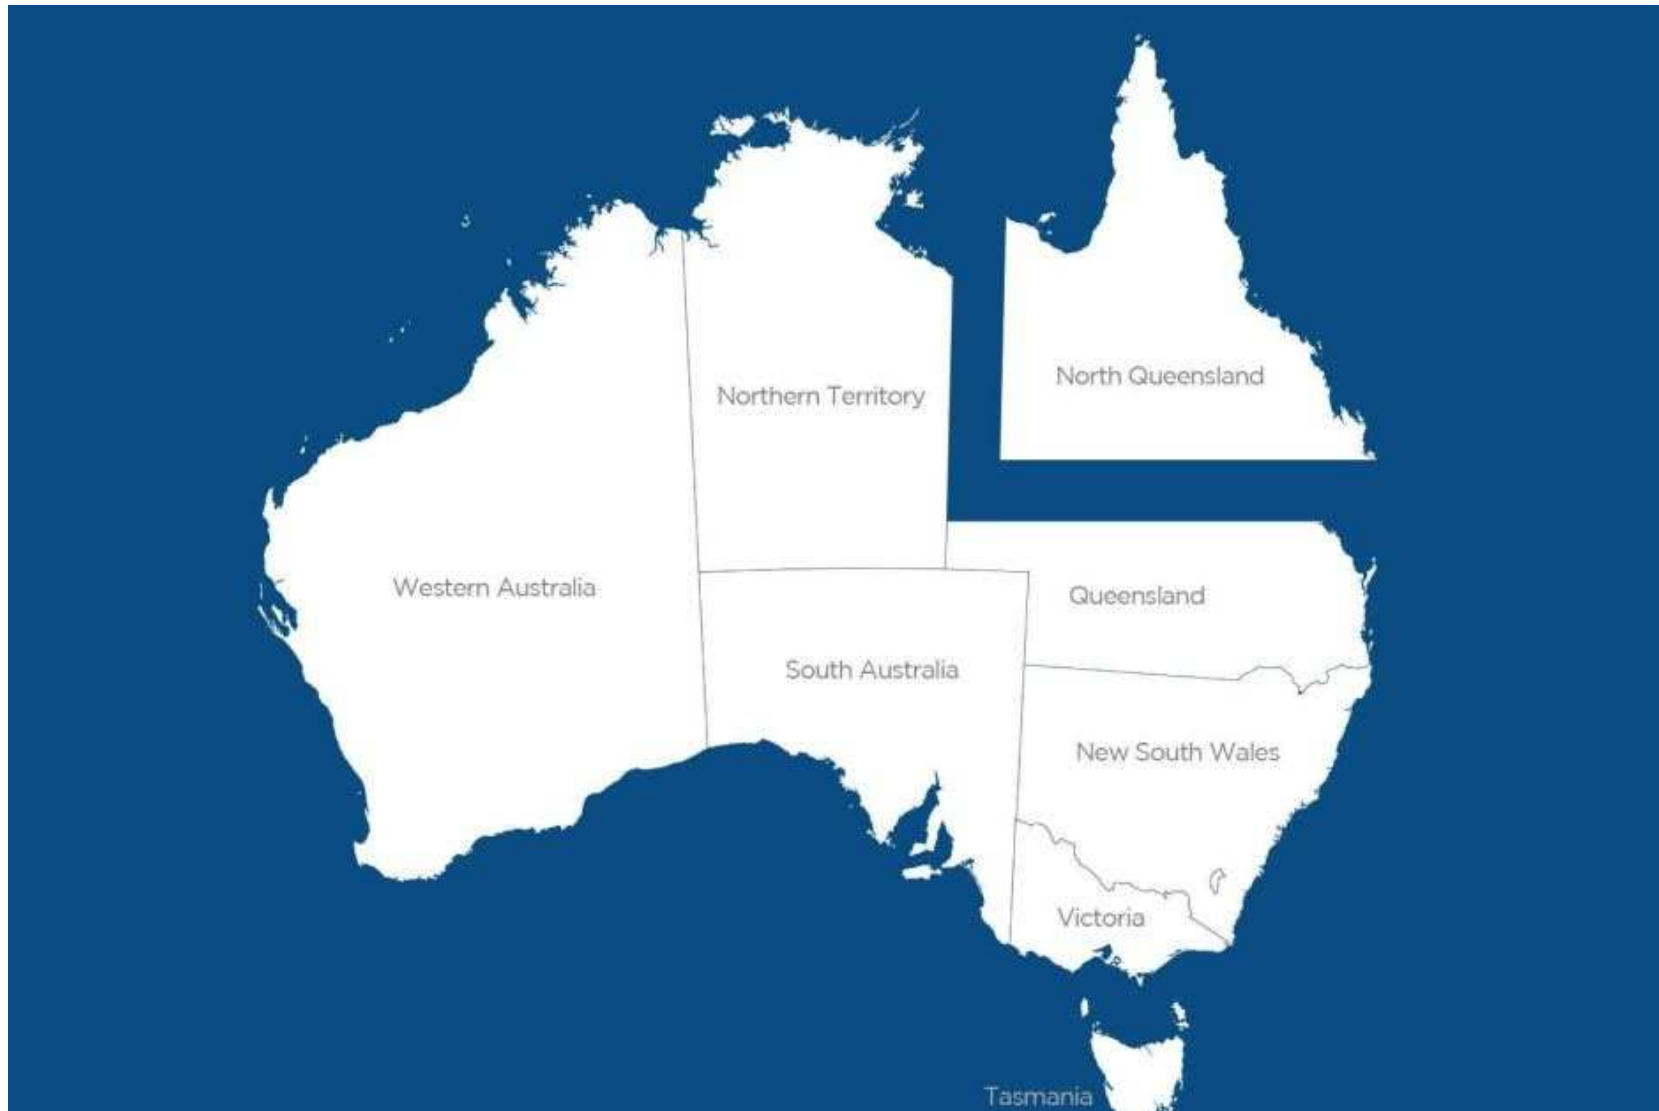 North Queensland
Northern Territory
Western Australia
Queensland
South Australia
New South Wales
Victoria
Tasmania